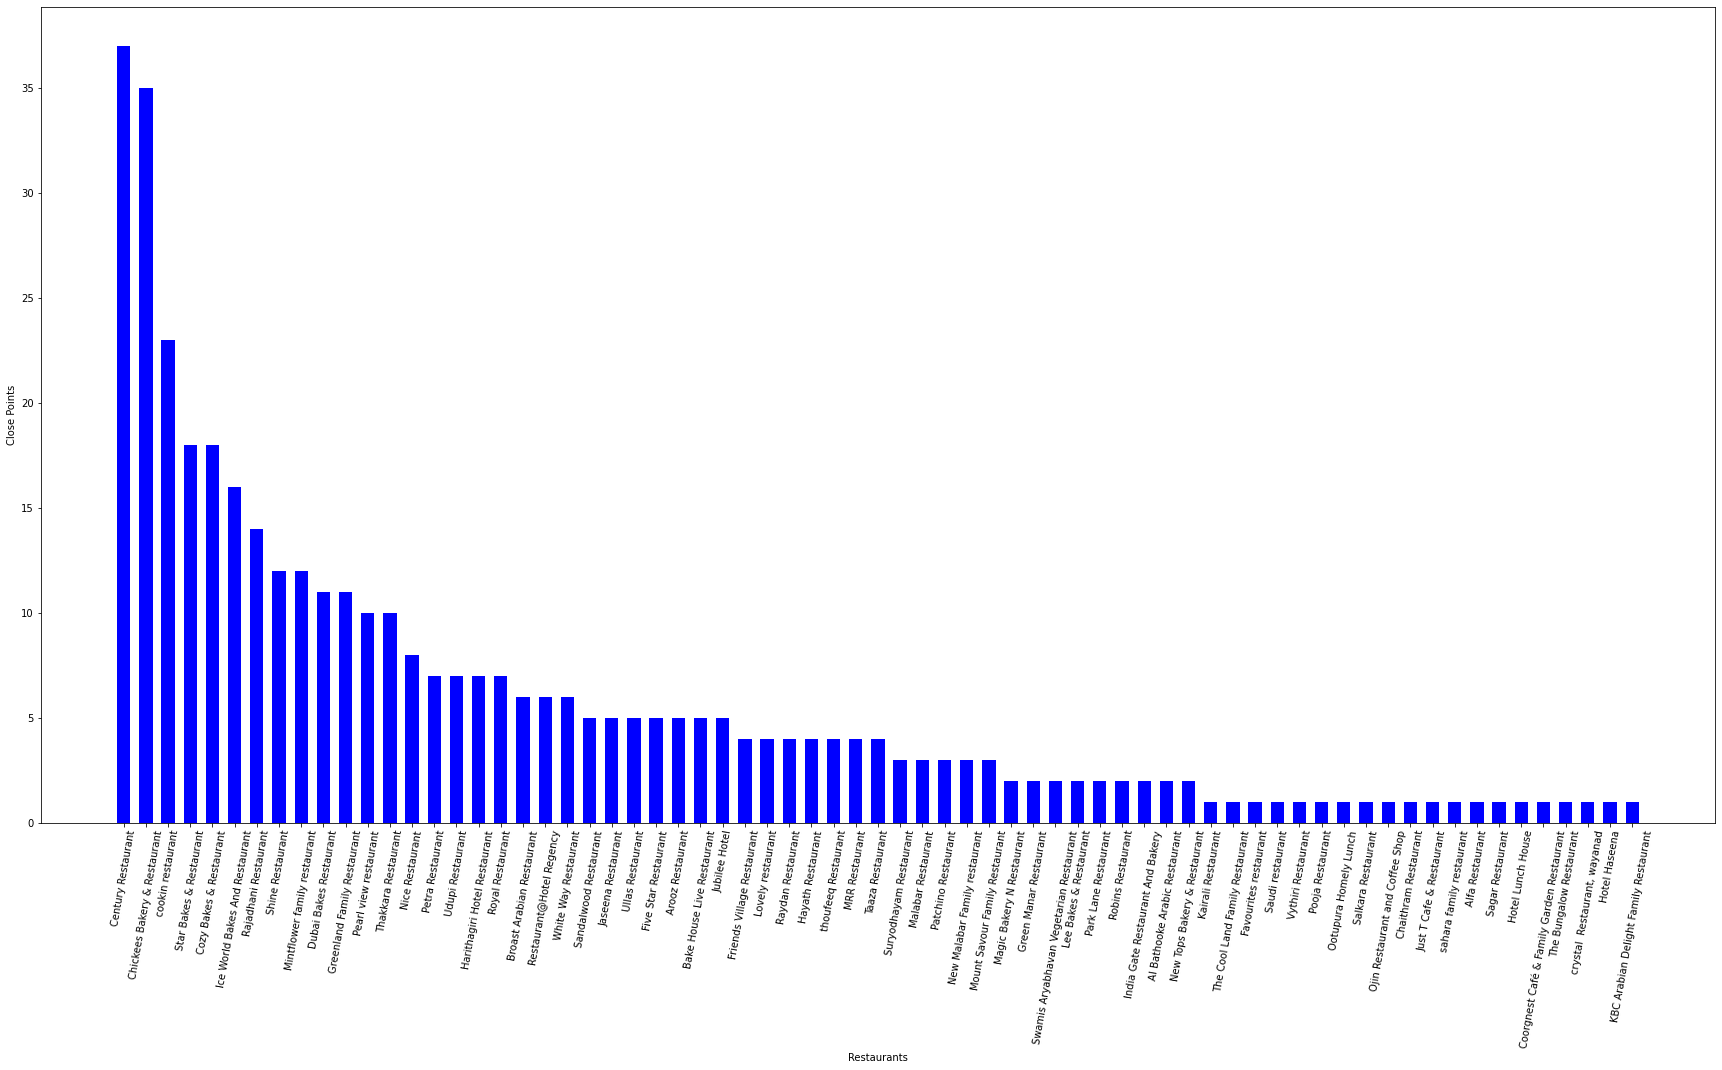 35
30
25
20
15
10
5
0
Close Points
Century Restaurant
Chickees Bakery & Restaurant
cookin restaurant
Star Bakes & Restaurant
Cozy Bakes & Restaurant
Ice World Bakes And Restaurant
Rajadhani Restaurant
Shine Restaurant
Mintflower family restaurant
Dubai Bakes Restaurant
Greenland Family Restaurant
Pearl view restaurant
Thakkara Restaurant
Nice Restaurant
Petra Restaurant
Udupi Restaurant
Harithagiri Hotel Restaurant
Royal Restaurant
Broast Arabian Restaurant
Restaurant@Hotel Regency
White Way Restaurant
Sandalwood Restaurant
Jaseena Restaurant
Ullas Restaurant
Five Star Restaurant
Arooz Restaurant
Bake House Live Restaurant
Jubilee Hotel
Friends Village Restaurant
Lovely restaurant
Raydan Restaurant
Hayath Restaurant
thoufeeq Restaurant
MRR Restaurant
Taaza Restaurant
Suryodhayam Restaurant
Malabar Restaurant
Patchino Restaurant
New Malabar Family restaurant
Mount Savour Family Restaurant
Magic Bakery N Restaurant
Green Manar Restaurant
Swamis Aryabhavan Vegetarian Restaurant
Lee Bakes & Restaurant
Park Lane Restaurant
Robins Restaurant
India Gate Restaurant And Bakery
Al Bathooke Arabic Restaurant
New Tops Bakery & Restaurant
Kairali Restaurant
The Cool Land Family Restaurant
Favourites restaurant
Saudi restaurant
Vythiri Restaurant
Pooja Restaurant
Ootupura Homely Lunch
Salkara Restaurant
Ojin Restaurant and Coffee Shop
Chaithram Restaurant
Just T Cafe & Restaurant
sahara family restaurant
Alfa Restaurant
Sagar Restaurant
Hotel Lunch House
Coorgnest Café & Family Garden Restaurant
The Bungalow Restaurant
crystal  Restaurant, wayanad
Hotel Haseena
KBC Arabian Delight Family Restaurant
Restaurants